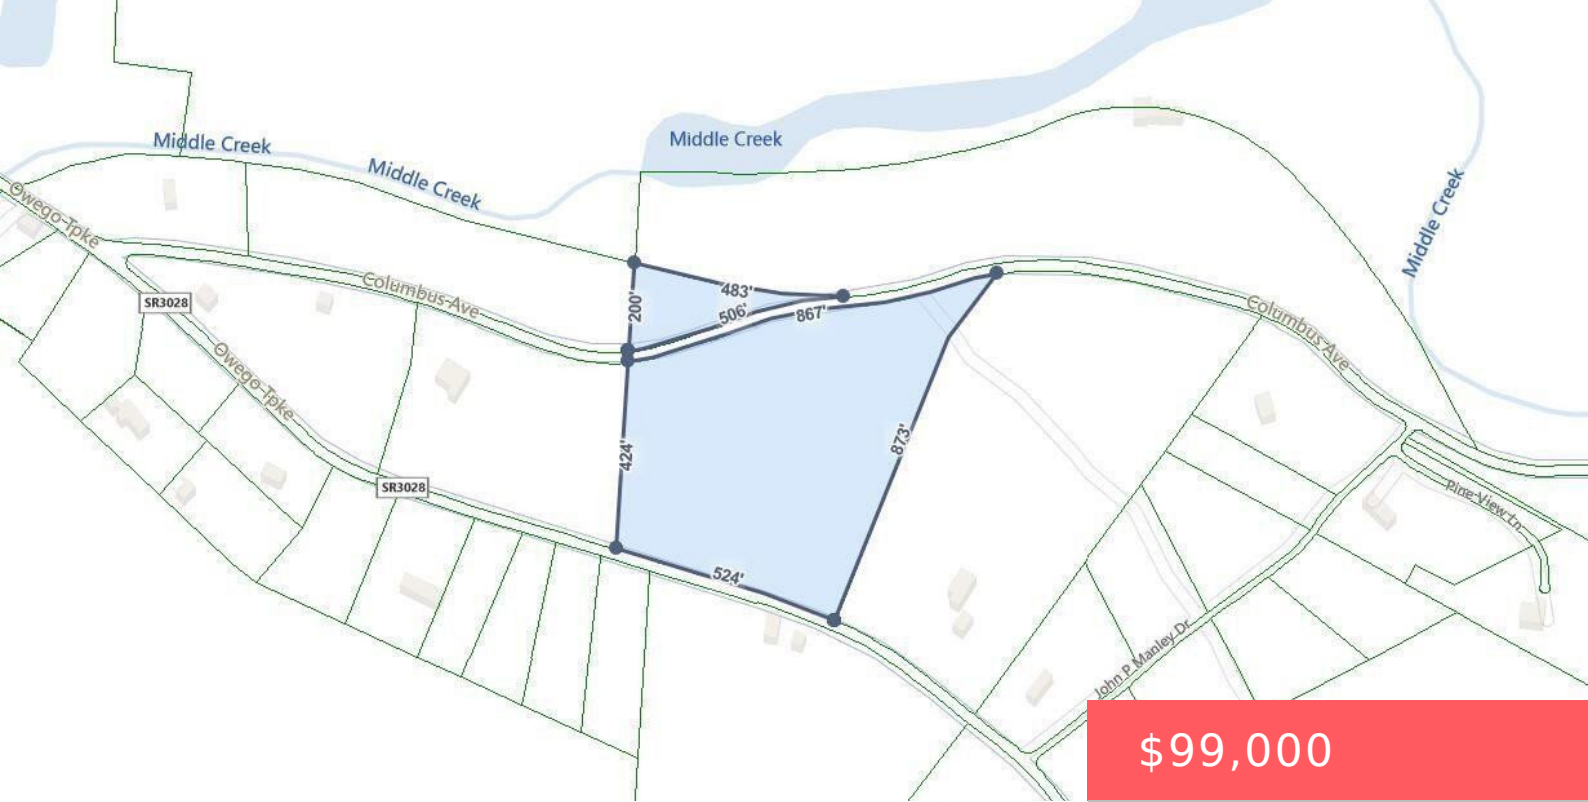 Middle Creek
Middle Creek
Middle Creek
Middle Creek
Owego Tpke
Columbus Ave
SR3028
Owego Tpke
SR3028
483'
200'
506'
867'
424'
873'
524'
Columbus Ave
Pine View Ln
John P Manley Dr
$99,000